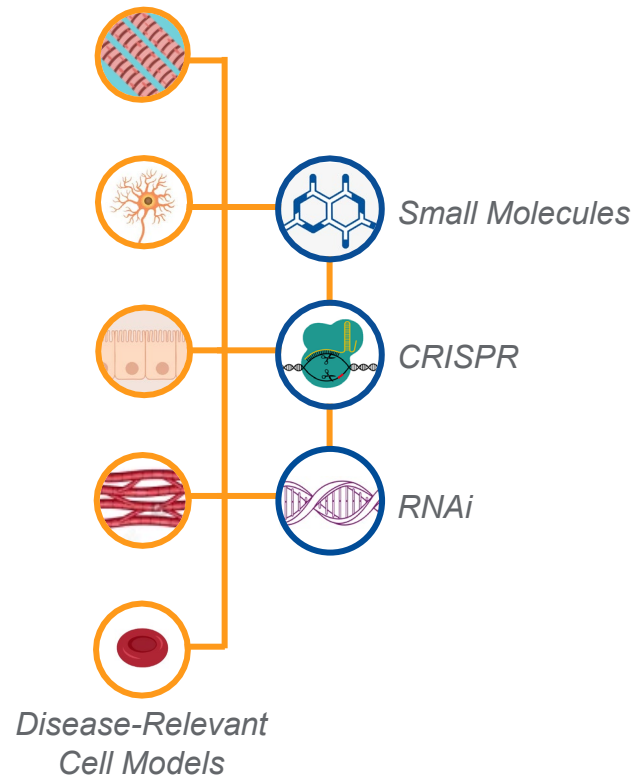 Small Molecules
CRISPR
RNAi
Disease-Relevant
Cell Models